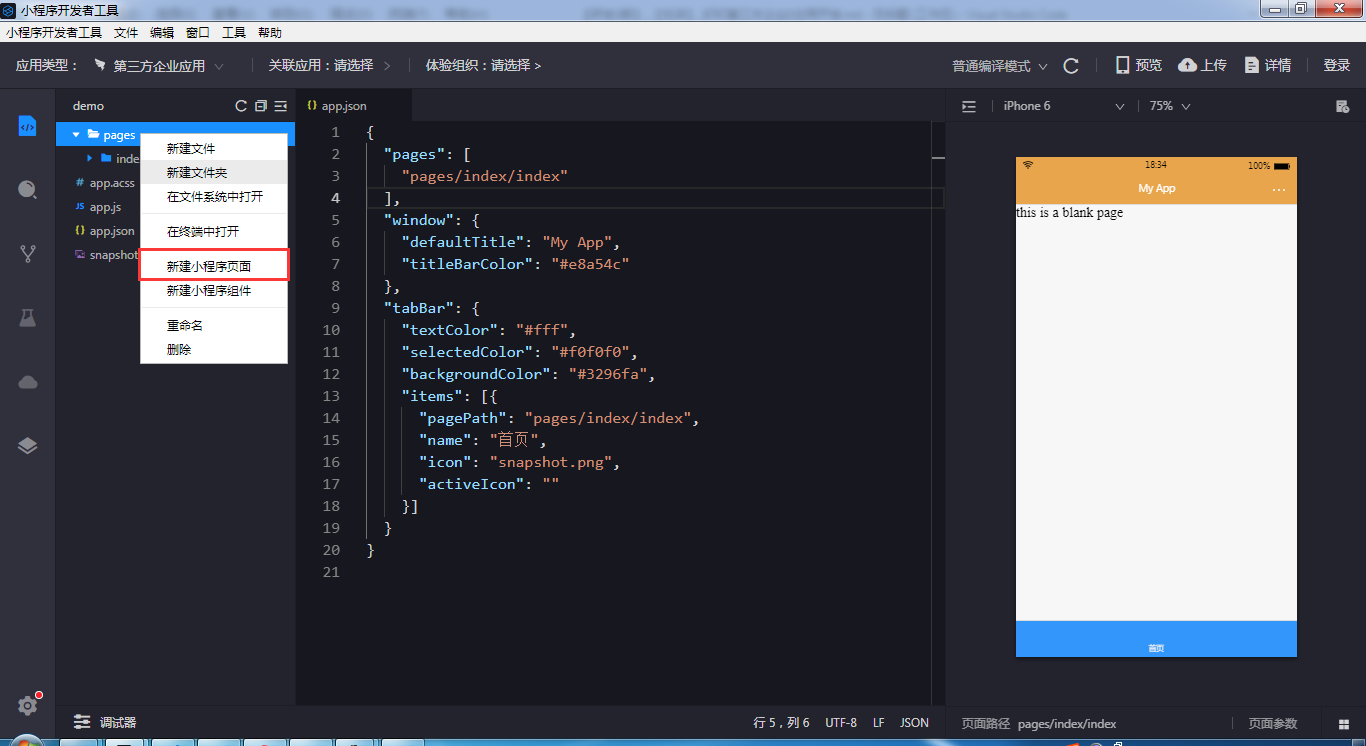 小程序开发者工具
小程序开发者工具 文件 编辑 窗口 工具 帮助
应用类型： 第三方企业应用 关联应用：请选择 > 体验组织：请选择 > 普通编译模式 预览 上传 详情 登录
demo
app.json
iPhone 6 75%
pages
inde
app.acss
app.js
app.json
snapshot
新建文件
新建文件夹
在文件系统中打开
在终端中打开
新建小程序页面
新建小程序组件
重命名
删除
1 {
2 "pages": [
3 "pages/index/index"
4 ],
5 "window": {
6 "defaultTitle": "My App",
7 "titleBarColor": "#e8a54c"
8 },
9 "tabBar": {
10 "textColor": "#fff",
11 "selectedColor": "#f0f0f0",
12 "backgroundColor": "#3296fa",
13 "items": [{
14 "pagePath": "pages/index/index",
15 "name": "首页",
16 "icon": "snapshot.png",
17 "activeIcon": ""
18 }]
19 }
20 }
21
18:34 100%
My App ...
this is a blank page
首页
调试器 行 5，列 6 UTF-8 LF JSON 页面路径 pages/index/index 页面参数